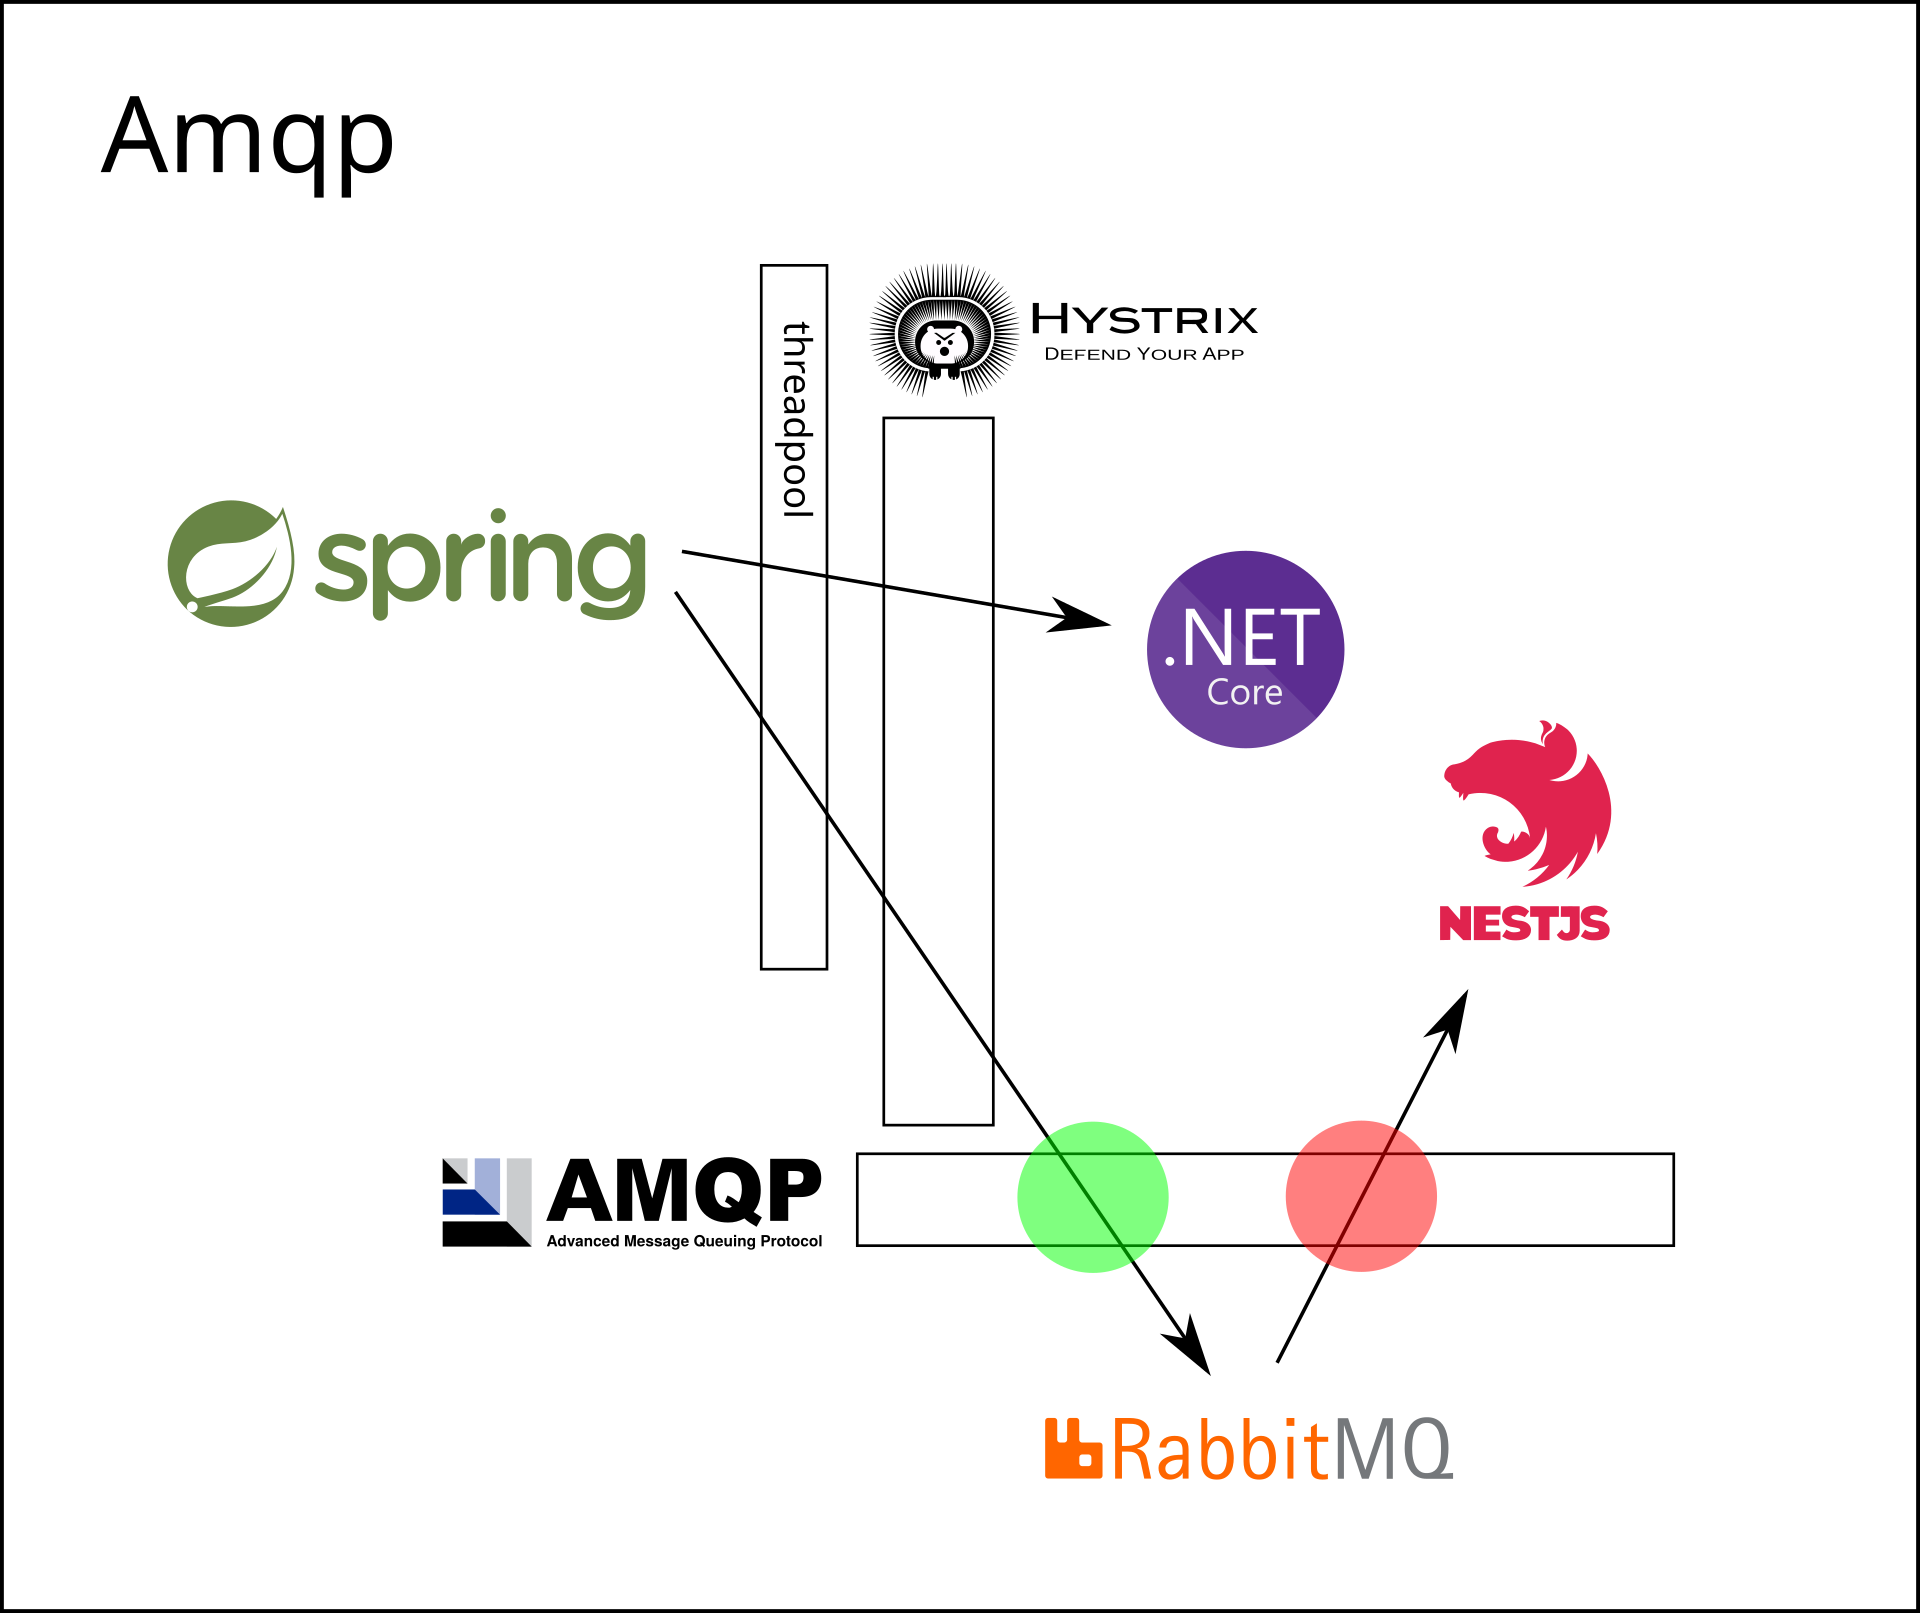 Amqp
threadpool
HYSTRIX
DEFEND YOUR APP
spring
.NET
Core
NESTJS
AMQP
Advanced Message Queuing Protocol
RabbitMQ